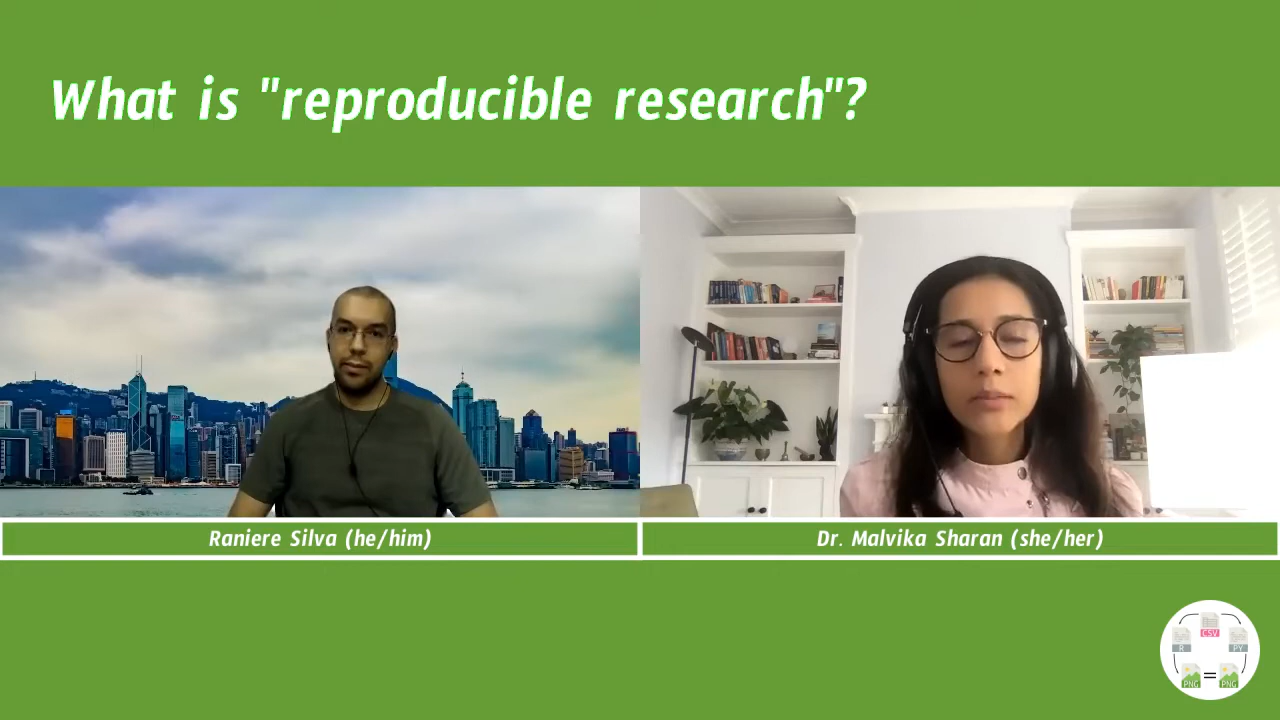 What is "reproducible research"?
Raniere Silva (he/him)
Dr. Malvika Sharan (she/her)
CSV
R
PY
PNG
=
PNG